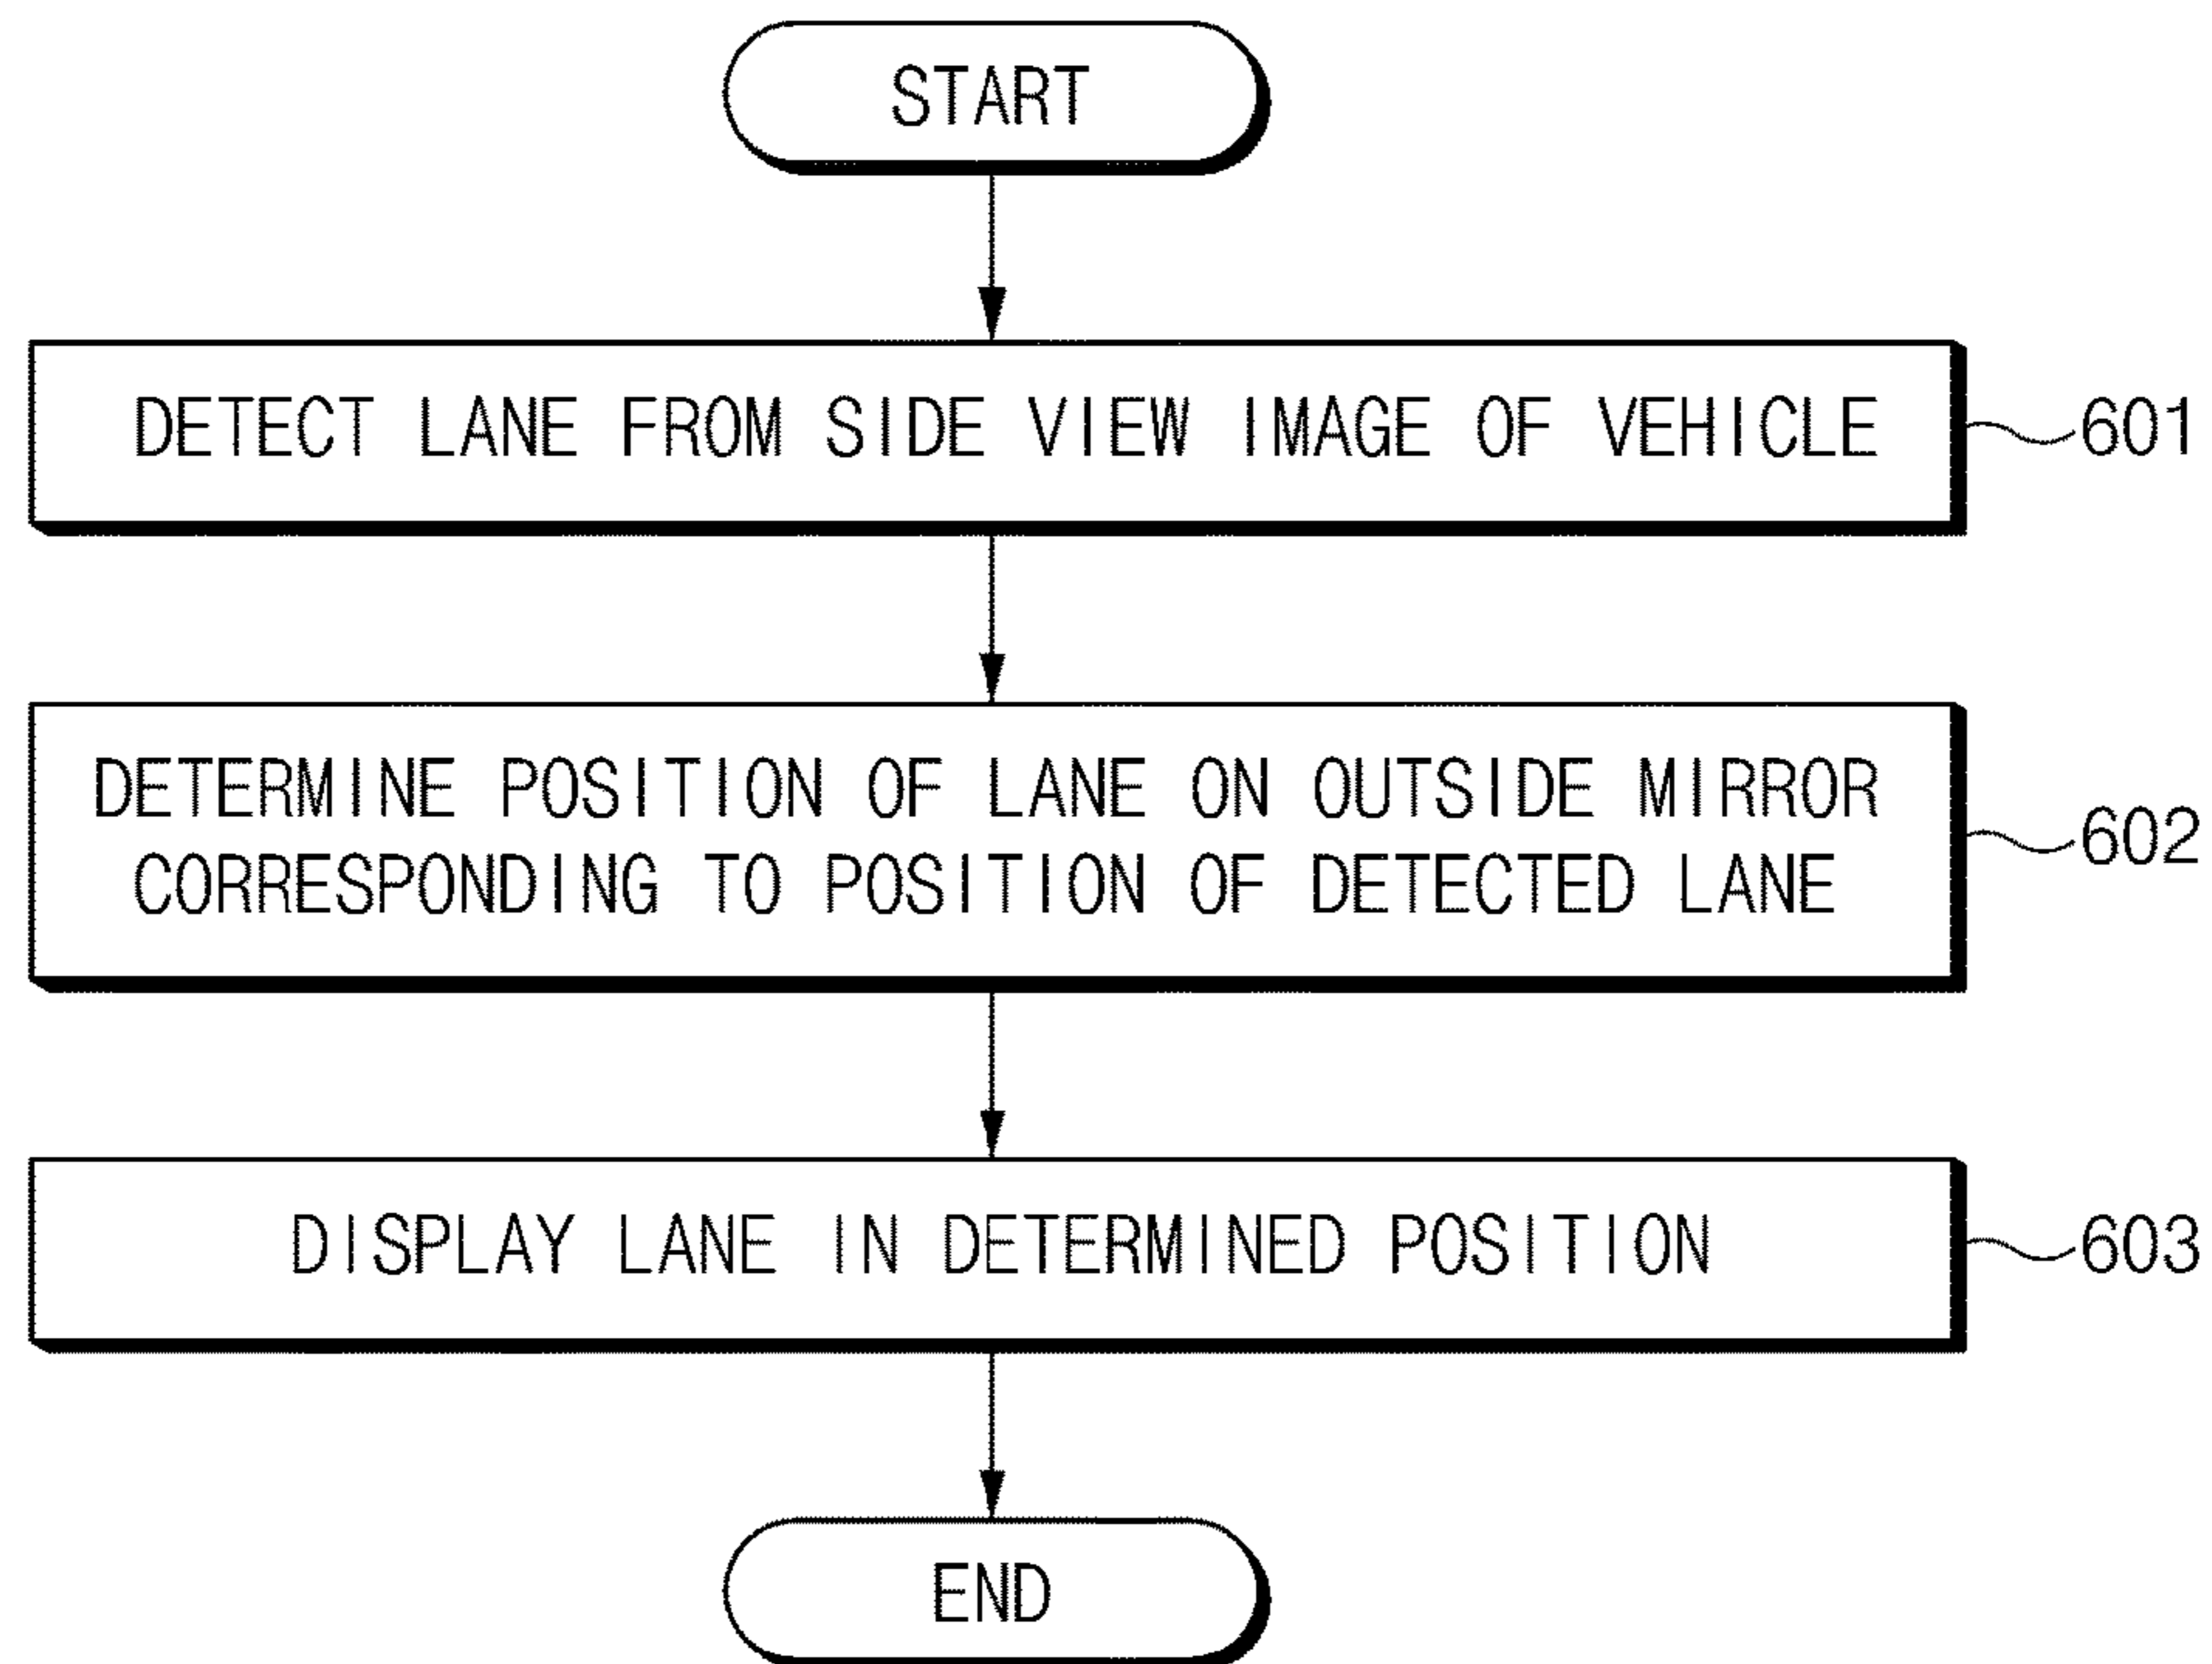 START
DETECT LANE FROM SIDE VIEW IMAGE OF VEHICLE
601
DETERMINE POSITION OF LANE ON OUTSIDE MIRROR
CORRESPONDING TO POSITION OF DETECTED LANE
602
DISPLAY LANE IN DETERMINED POSITION
603
END